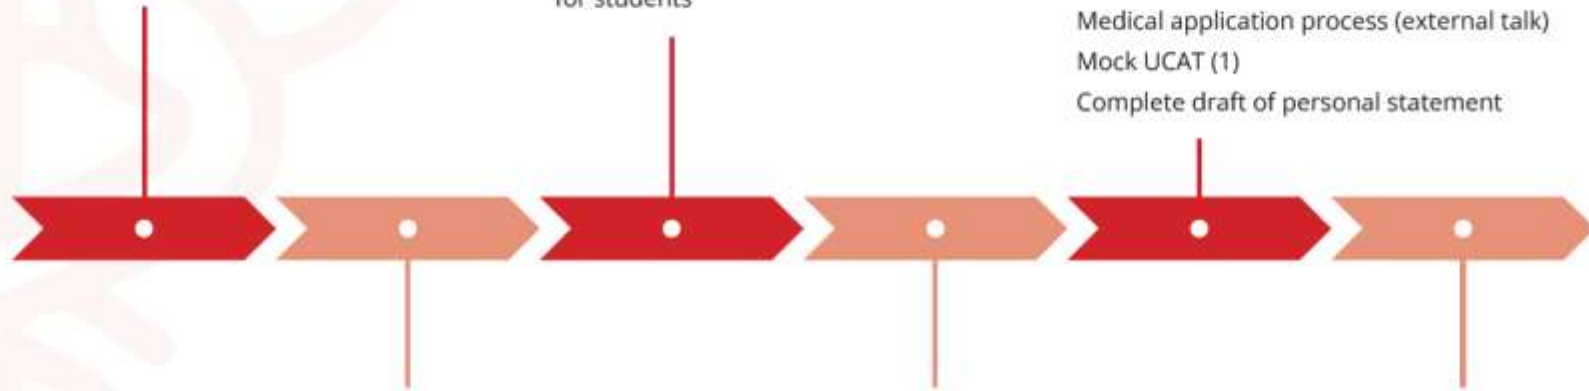 for students
Medical application process (external talk)
Mock UCAT (1)
Complete draft of personal statement